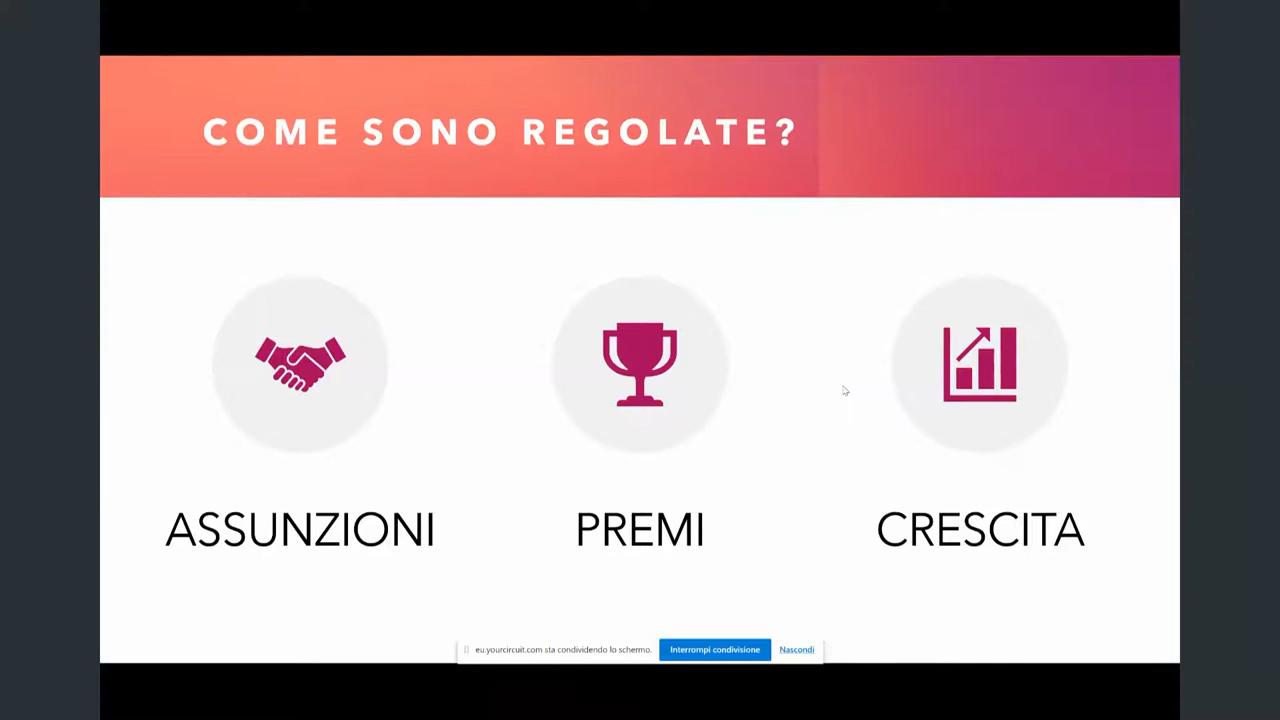 COME SONO REGOLATE?
ASSUNZIONI
PREMI
CRESCITA
eu.yourcircuit.com sta condividendo lo schermo.
Interrompi condivisione
Nascondi